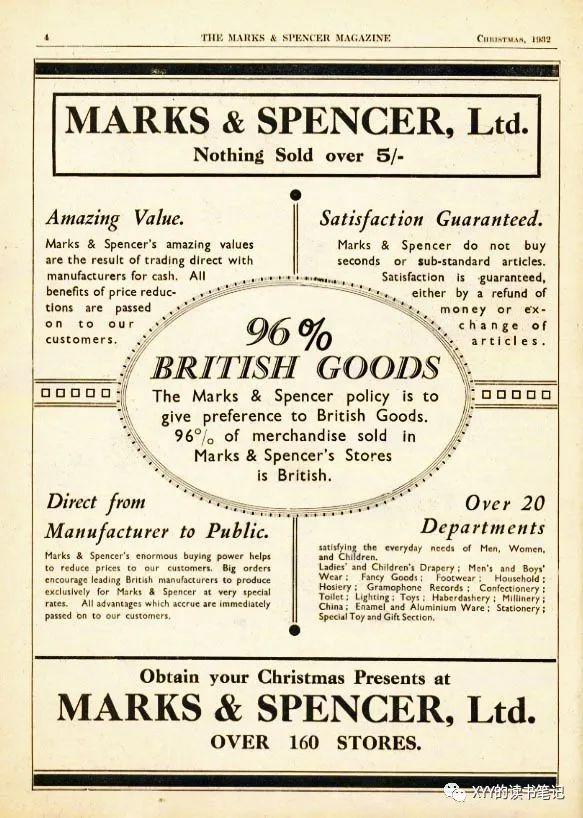 4 THE MARKS & SPENCER MAGAZINE CHRISTMAS, 1932
MARKS & SPENCER, Ltd.
Nothing Sold over 5/-
Amazing Value.
Marks & Spencer's amazing values
are the result of trading direct with
manufacturers for cash. All
benefits of price reduc-
tions are passed
on to our
customers.
Satisfaction Guaranteed.
Marks & Spencer do not buy
seconds or sub-standard articles.
Satisfaction is guaranteed,
either by a refund of
money or ex-
change of
articles.
96%
BRITISH GOODS
The Marks & Spencer policy is to
give preference to British Goods.
96% of merchandise sold in
Marks & Spencer's Stores
is British.
Direct from
Manufacturer to Public.
Marks & Spencer's enormous buying power helps
to reduce prices to our customers. Big orders
encourage leading British manufacturers to produce
exclusively for Marks & Spencer at very special
rates. All advantages which accrue are immediately
passed on to our customers.
Over 20
Departments
satisfying the everyday needs of Men, Women,
and Children.
Ladies' and Children's Drapery; Men's and Boys'
Wear; Fancy Goods; Footwear; Household;
Hosiery; Gramophone Records; Confectionery;
Toilet; Lighting; Toys; Haberdashery; Millinery;
China; Enamel and Aluminium Ware; Stationery;
Special Toy and Gift Section.
Obtain your Christmas Presents at
MARKS & SPENCER, Ltd.
OVER 160 STORES.
XYY的读书笔记